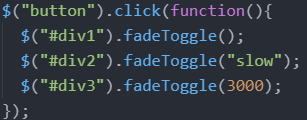 $("button").click(function(){
  $("#div1").fadeToggle();
  $("#div2").fadeToggle("slow");
  $("#div3").fadeToggle(3000);
});